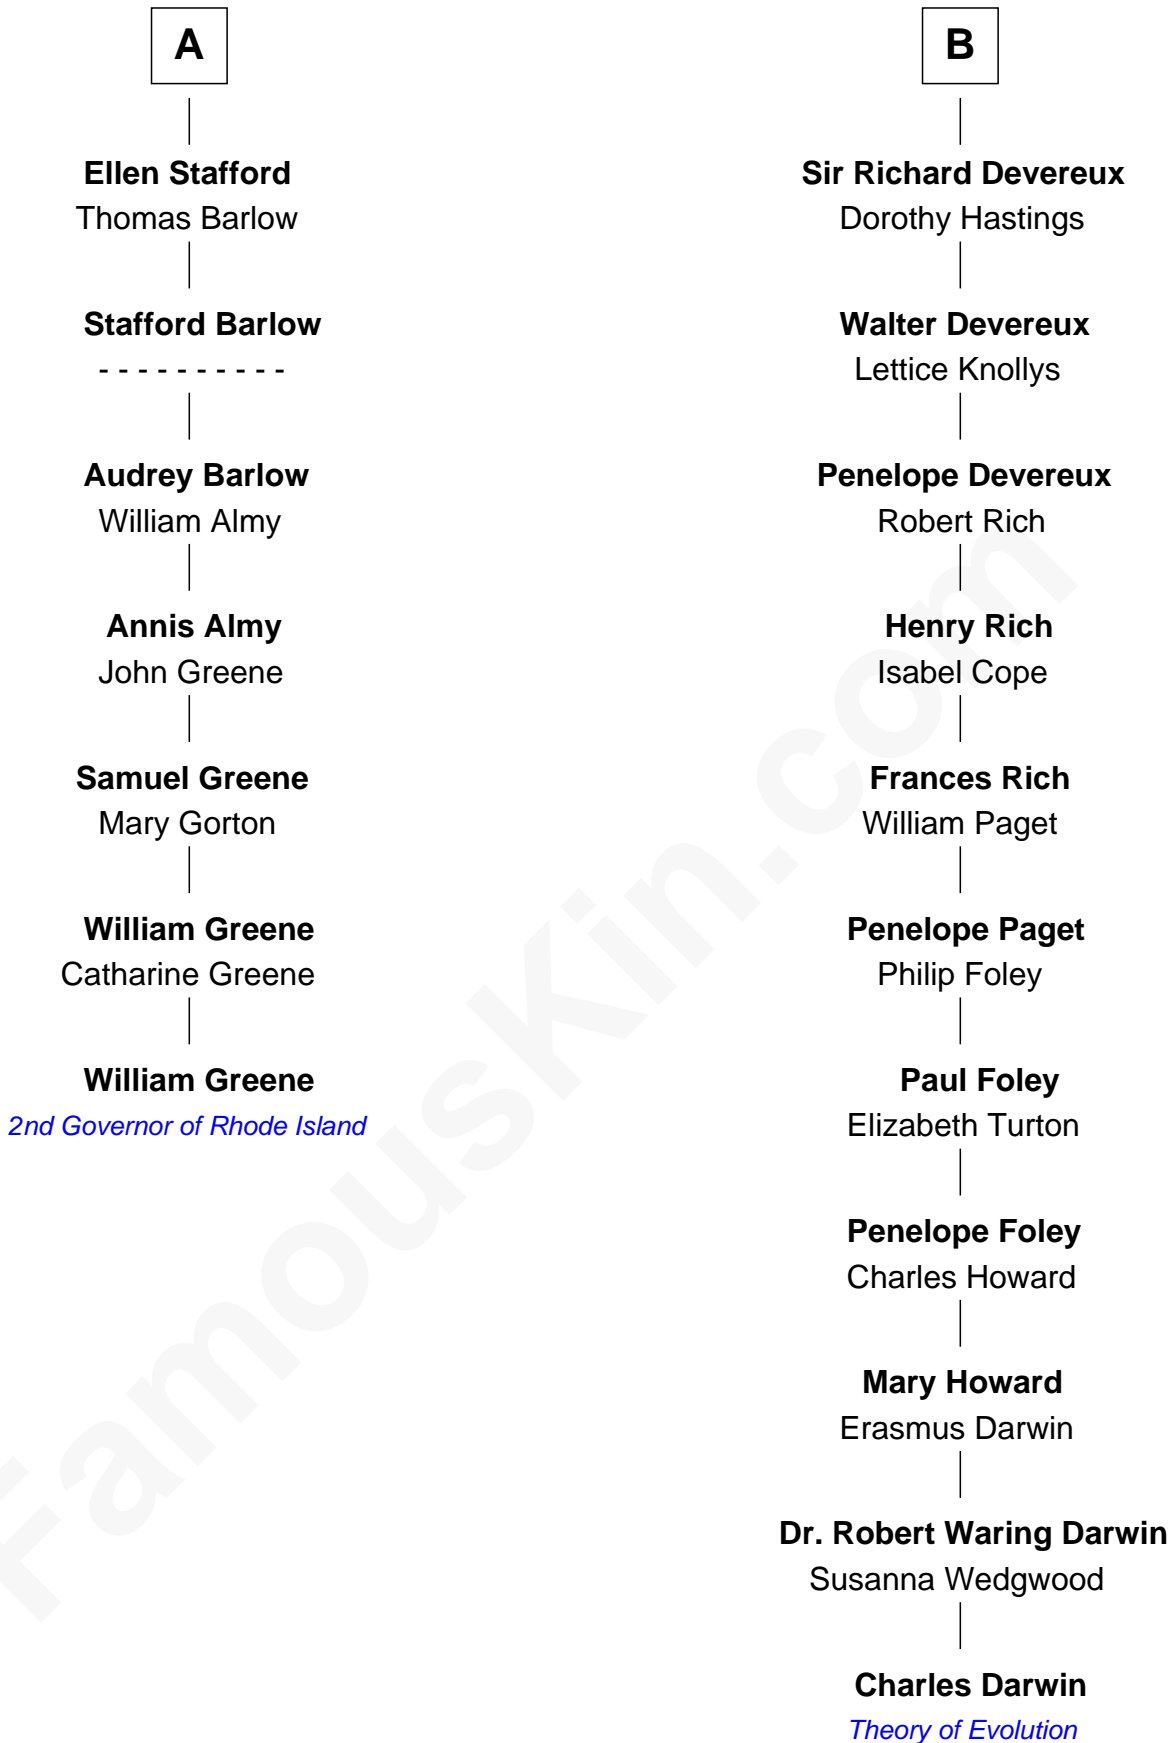 A
Ellen Stafford
Thomas Barlow
Stafford Barlow
- - - - - - - - - -
Audrey Barlow
William Almy
Annis Almy
John Greene
Samuel Greene
Mary Gorton
William Greene
Catharine Greene
William Greene
2nd Governor of Rhode Island
B
Sir Richard Devereux
Dorothy Hastings
Walter Devereux
Lettice Knollys
Penelope Devereux
Robert Rich
Henry Rich
Isabel Cope
Frances Rich
William Paget
Penelope Paget
Philip Foley
Paul Foley
Elizabeth Turton
Penelope Foley
Charles Howard
Mary Howard
Erasmus Darwin
Dr. Robert Waring Darwin
Susanna Wedgwood
Charles Darwin
Theory of Evolution
FamousKin.com